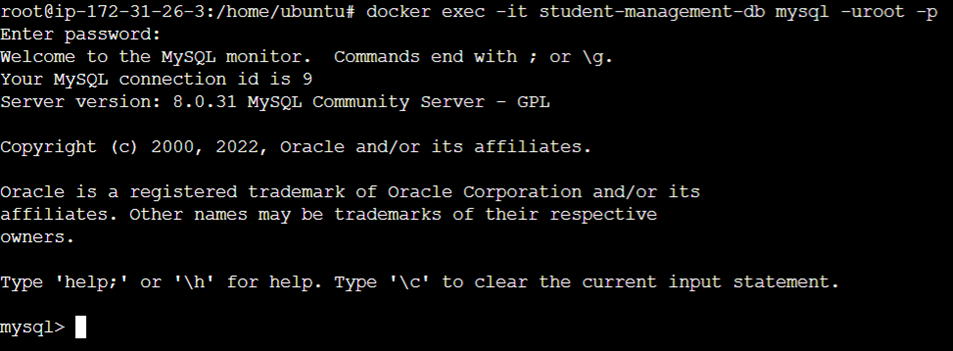 root@ip-172-31-26-3:/home/ubuntu# docker exec -it student-management-db mysql -uroot -p
Enter password:
Welcome to the MySQL monitor.  Commands end with ; or \g.
Your MySQL connection id is 9
Server version: 8.0.31 MySQL Community Server - GPL
Copyright (c) 2000, 2022, Oracle and/or its affiliates.
Oracle is a registered trademark of Oracle Corporation and/or its
affiliates. Other names may be trademarks of their respective
owners.
Type 'help;' or '\h' for help. Type '\c' to clear the current input statement.
mysql>